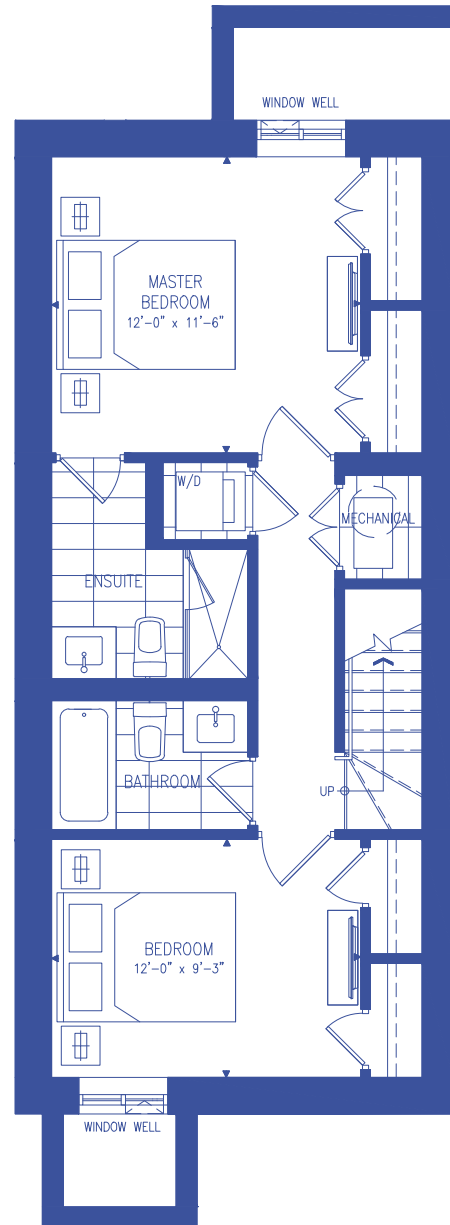 WINDOW WELL
MASTER
BEDROOM
12'-0" x 11'-6"
W/D
MECHANICAL
ENSUITE
BATHROOM
UP
BEDROOM
12'-0" x 9'-3"
WINDOW WELL